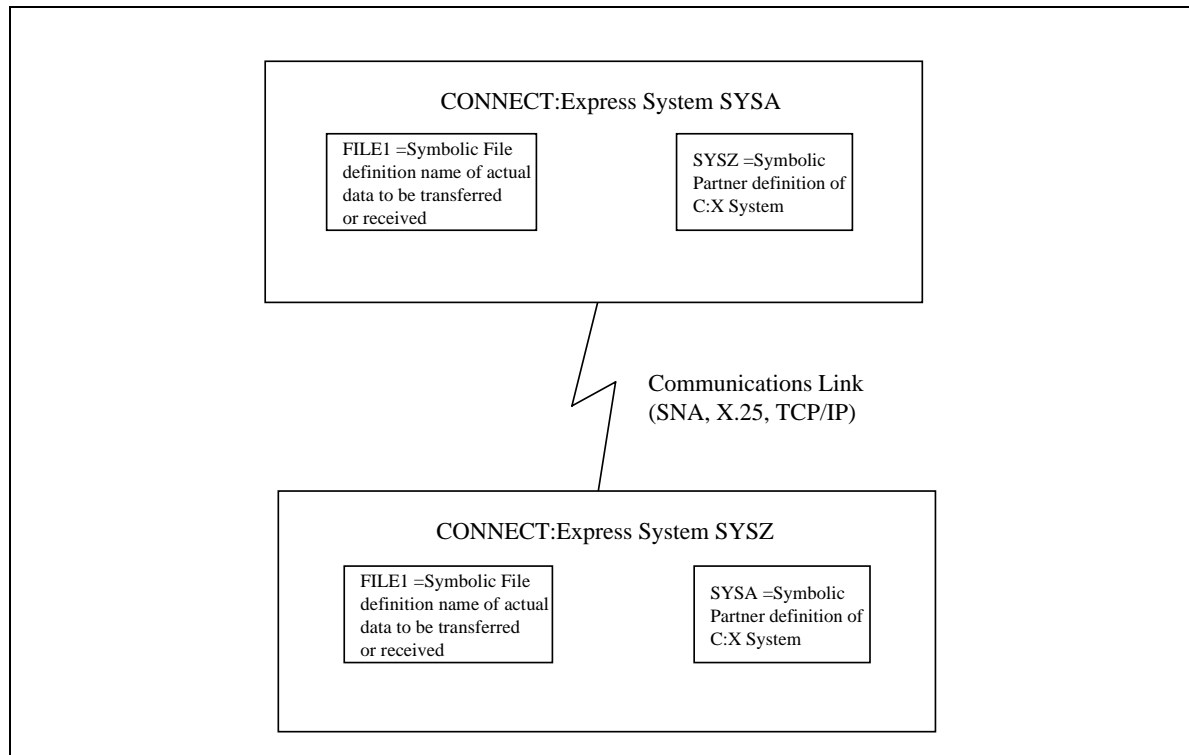 CONNECT:Express System SYSA
FILE1 =Symbolic File
definition name of actual
data to be transferred
or received
SYSZ =Symbolic
Partner definition of
C:X System
Communications Link
(SNA, X.25, TCP/IP)
CONNECT:Express System SYSZ
FILE1 =Symbolic File
definition name of actual
data to be transferred
or received
SYSA =Symbolic
Partner definition of
C:X System